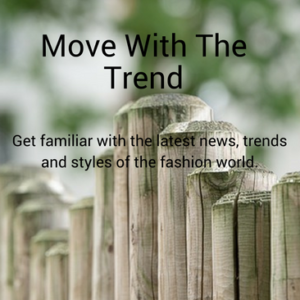 Move With The
Trend
Get familiar with the latest news, trends
and styles of the fashion world.